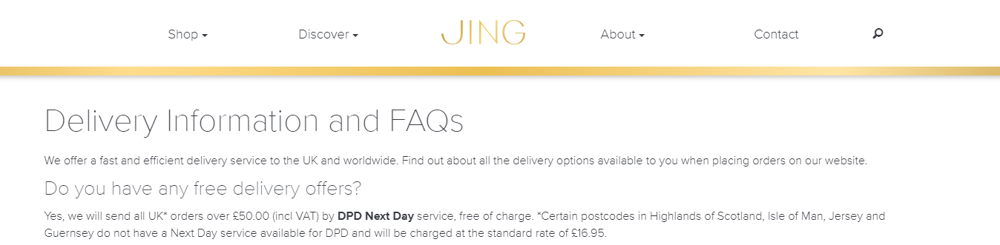 Shop
Discover
JING
About
Contact
Delivery Information and FAQs
We offer a fast and efficient delivery service to the UK and worldwide. Find out about all the delivery options available to you when placing orders on our website.
Do you have any free delivery offers?
Yes, we will send all UK* orders over £50.00 (incl VAT) by DPD Next Day service, free of charge. *Certain postcodes in Highlands of Scotland, Isle of Man, Jersey and
Guernsey do not have a Next Day service available for DPD and will be charged at the standard rate of £16.95.